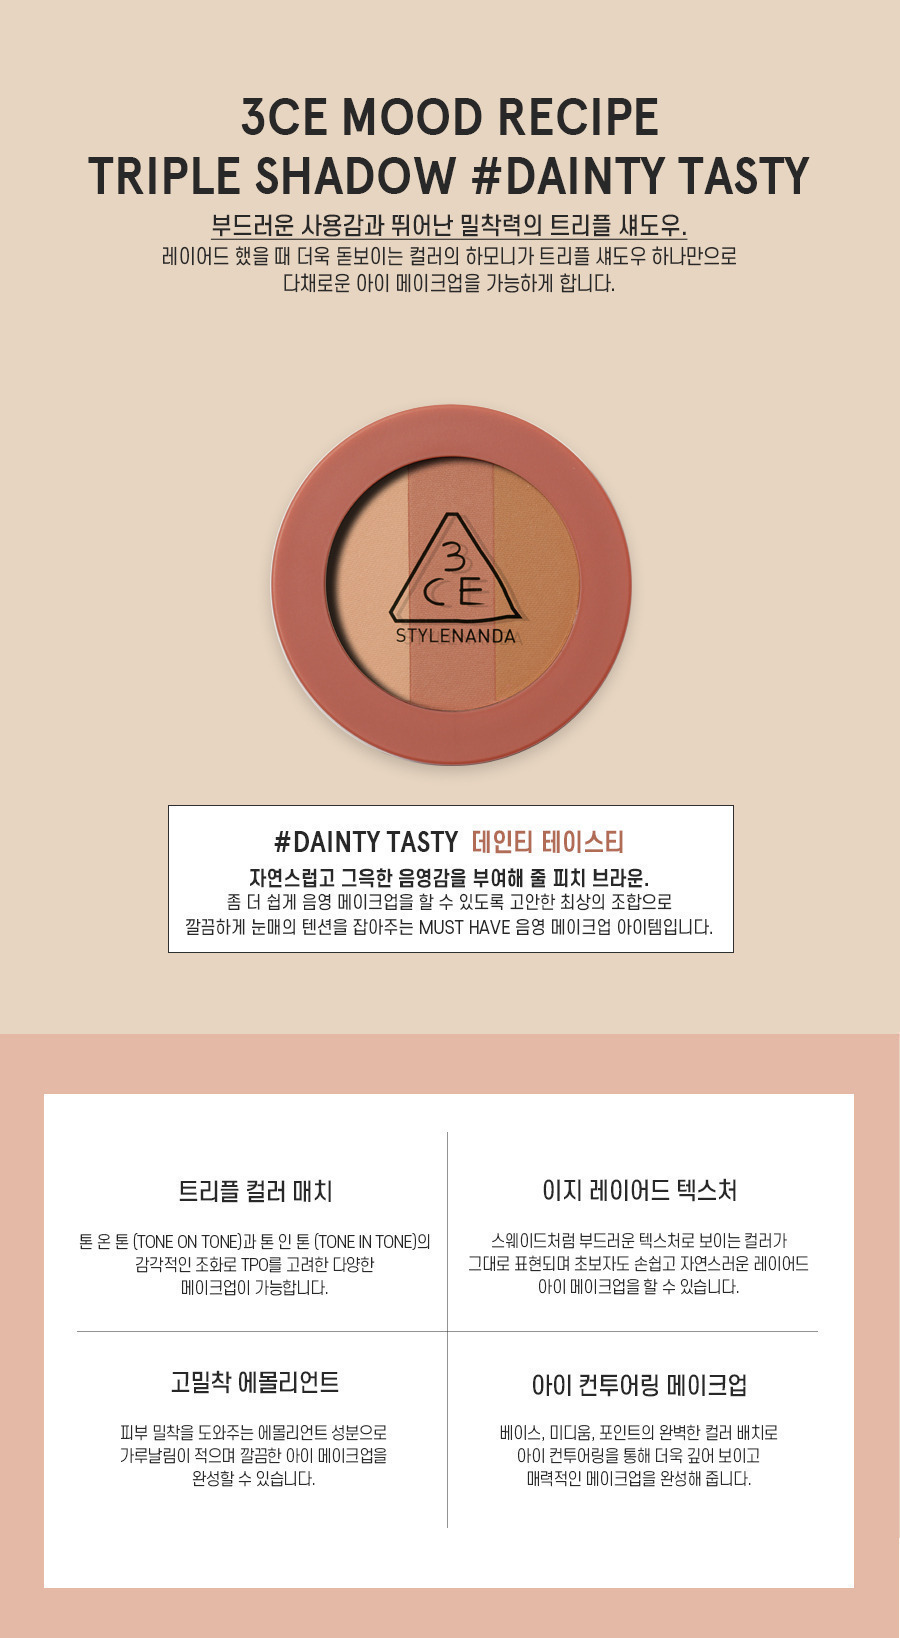 3CE MOOD RECIPE
TRIPLE SHADOW #DAINTY TASTY
부드러운 사용감과 뛰어난 밀착력의 트리플 섀도우.
레이어드 했을 때 더욱 돋보이는 컬러의 하모니가 트리플 섀도우 하나만으로
다채로운 아이 메이크업을 가능하게 합니다.
3
CE
STYLENANDA
#DAINTY TASTY 데인티 테이스티
자연스럽고 그윽한 음영감을 부여해 줄 피치 브라운.
좀 더 쉽게 음영 메이크업을 할 수 있도록 고안한 최상의 조합으로
깔끔하게 눈매의 텐션을 잡아주는 MUST HAVE 음영 메이크업 아이템입니다.
트리플 컬러 매치
톤 온 톤 (TONE ON TONE)과 톤 인 톤 (TONE IN TONE)의
감각적인 조화로 TPO를 고려한 다양한
메이크업이 가능합니다.
이지 레이어드 텍스처
스웨이드처럼 부드러운 텍스처로 보이는 컬러가
그대로 표현되며 초보자도 손쉽고 자연스러운 레이어드
아이 메이크업을 할 수 있습니다.
고밀착 에몰리언트
피부 밀착을 도와주는 에몰리언트 성분으로
가루날림이 적으며 깔끔한 아이 메이크업을
완성할 수 있습니다.
아이 컨투어링 메이크업
베이스, 미디움, 포인트의 완벽한 컬러 배치로
아이 컨투어링을 통해 더욱 깊어 보이고
매력적인 메이크업을 완성해 줍니다.